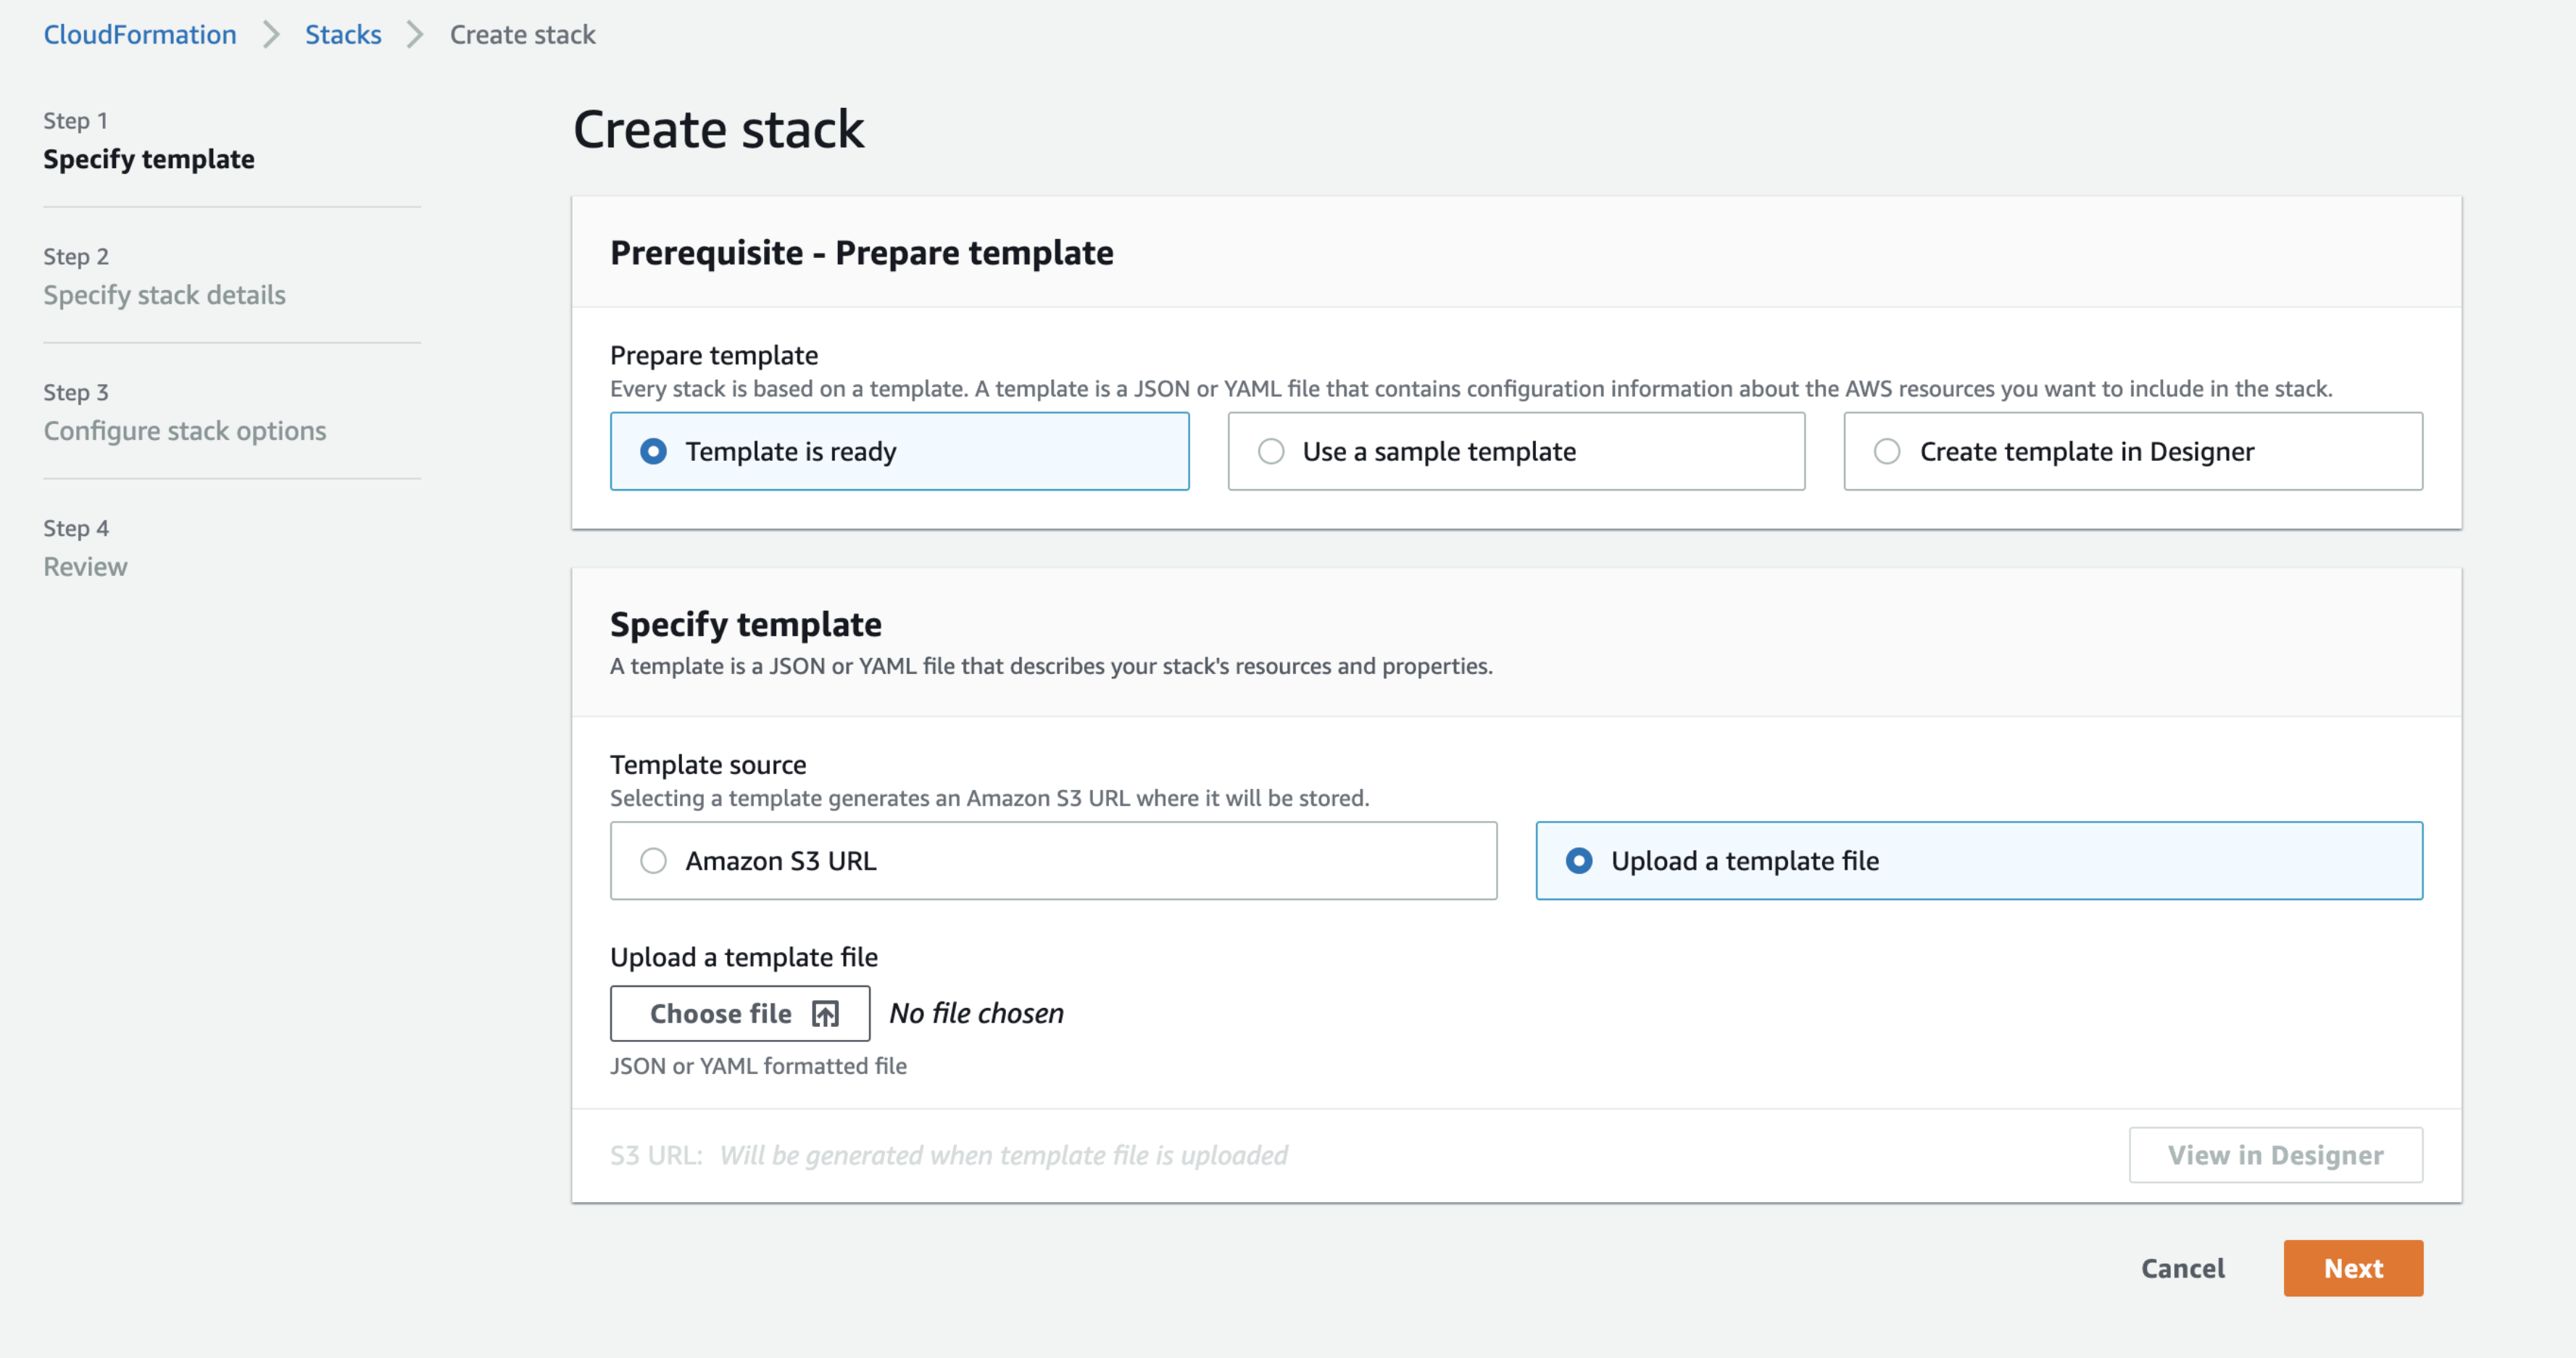 CloudFormation > Stacks > Create stack
Step 1
Specify template
Step 2
Specify stack details
Step 3
Configure stack options
Step 4
Review
Create stack
Prerequisite - Prepare template
Prepare template
Every stack is based on a template. A template is a JSON or YAML file that contains configuration information about the AWS resources you want to include in the stack.
Template is ready
Use a sample template
Create template in Designer
Specify template
A template is a JSON or YAML file that describes your stack's resources and properties.
Template source
Selecting a template generates an Amazon S3 URL where it will be stored.
Amazon S3 URL
Upload a template file
Upload a template file
Choose file
No file chosen
JSON or YAML formatted file
S3 URL: Will be generated when template file is uploaded
View in Designer
Cancel
Next